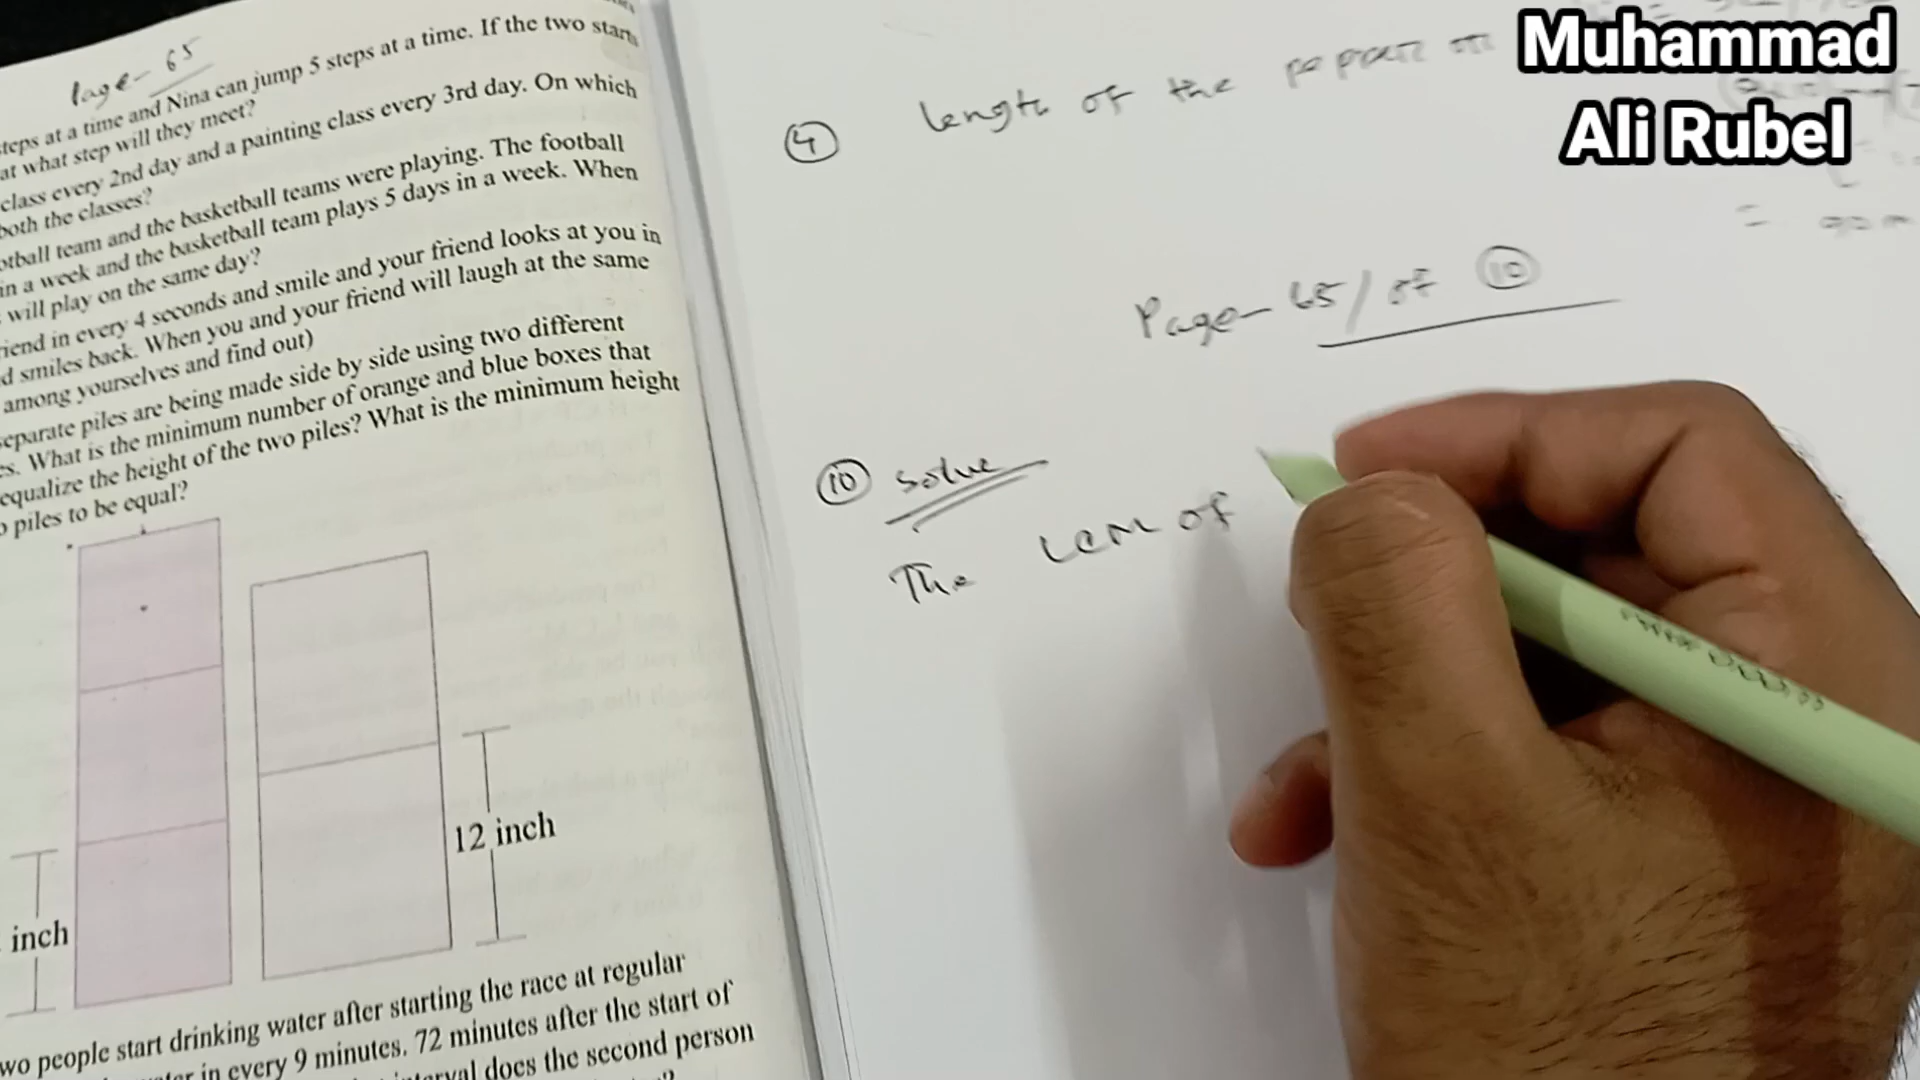 Page- 65
steps at a time and Nina can jump 5 steps at a time. If the two starts
at what step will they meet?
class every 2nd day and a painting class every 3rd day. On which
both the classes?
otball team and the basketball teams were playing. The football
in a week and the basketball team plays 5 days in a week. When
will play on the same day?
riend in every 4 seconds and smile and your friend looks at you in
d smiles back. When you and your friend will laugh at the same
among yourselves and find out)
separate piles are being made side by side using two different
es. What is the minimum number of orange and blue boxes that
equalize the height of the two piles? What is the minimum height
o piles to be equal?
12 inch
inch
wo people start drinking water after starting the race at regular
in every 9 minutes. 72 minutes after the start of
does the second person
4 length of the
Page- 65/ of 10
10 solve
The LCM of
Muhammad
Ali Rubel